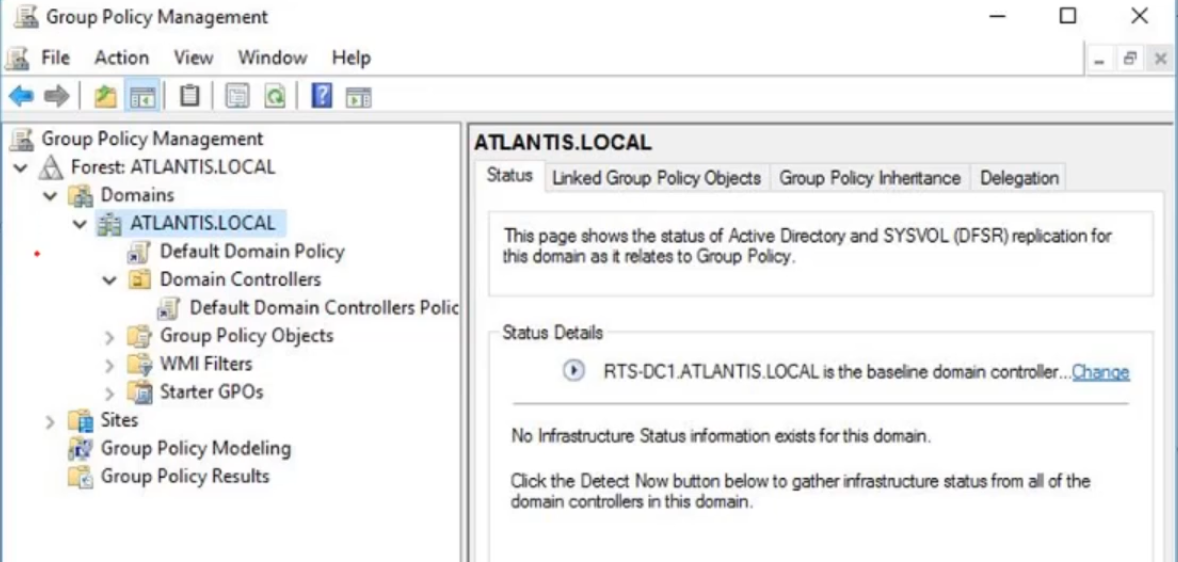 Group Policy Management
File Action View Window Help
Group Policy Management
Forest: ATLANTIS.LOCAL
Domains
ATLANTIS.LOCAL
Default Domain Policy
Domain Controllers
Default Domain Controllers Polic
Group Policy Objects
WMI Filters
Starter GPOs
Sites
Group Policy Modeling
Group Policy Results
ATLANTIS.LOCAL
Status Linked Group Policy Objects Group Policy Inheritance Delegation
This page shows the status of Active Directory and SYSVOL (DFSR) replication for
this domain as it relates to Group Policy.
Status Details
RTS-DC1.ATLANTIS.LOCAL is the baseline domain controller...Change
No Infrastructure Status information exists for this domain.
Click the Detect Now button below to gather infrastructure status from all of the
domain controllers in this domain.